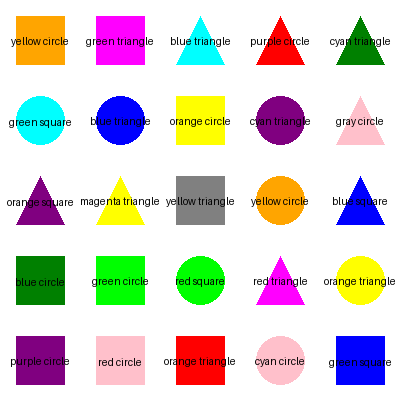 yellow circle green triangle blue triangle purple circle cyan triangle
green square blue triangle orange circle cyan triangle gray circle
orange square magenta triangle yellow triangle yellow circle blue square
blue circle green circle red square red triangle orange triangle
purple circle red circle orange triangle cyan circle green square